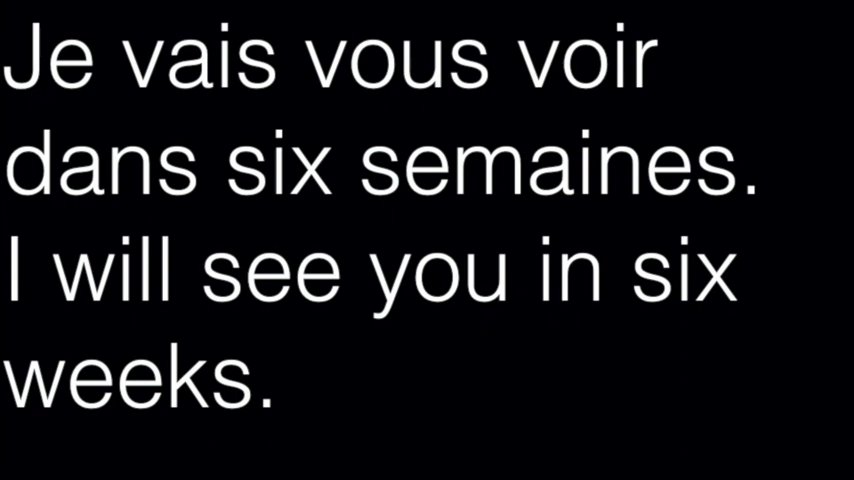 Je vais vous voir
dans six semaines.
I will see you in six
weeks.